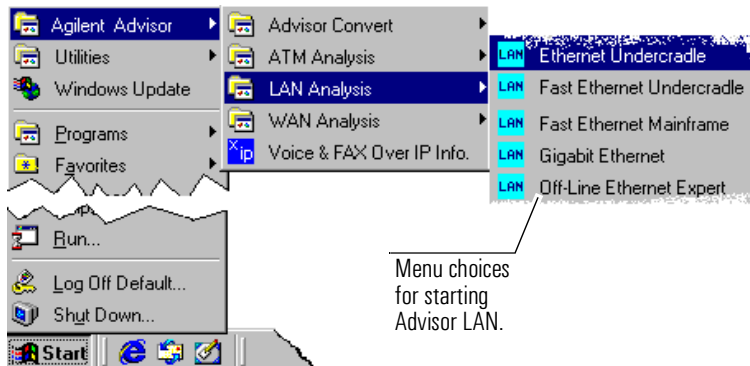 Agilent Advisor
Utilities
Windows Update
Programs
Favorites
Run...
Log Off Default...
Shut Down...
Start
Advisor Convert
ATM Analysis
LAN Analysis
WAN Analysis
Xip Voice & FAX Over IP Info.
LAN Ethernet Undercradle
LAN Fast Ethernet Undercradle
LAN Fast Ethernet Mainframe
LAN Gigabit Ethernet
LAN Off-Line Ethernet Expert
Menu choices
for starting
Advisor LAN.